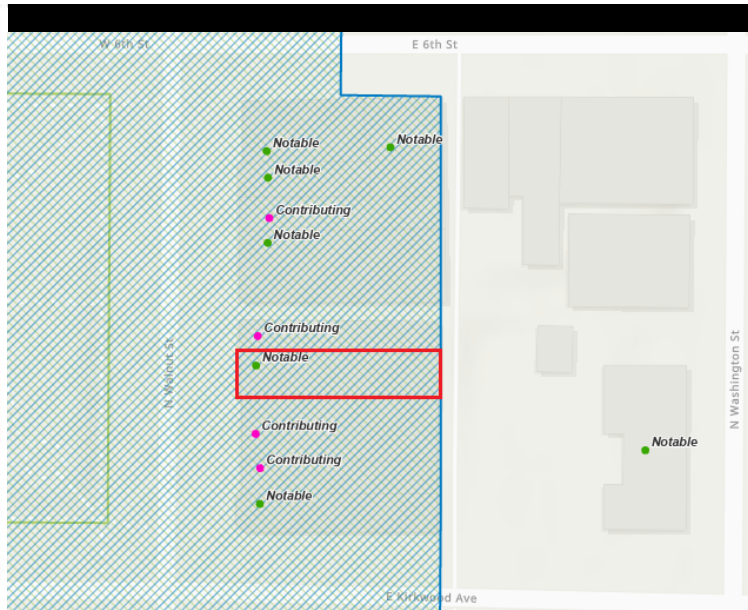 W 6th St
E 6th St
Notable
Notable
Notable
Contributing
Notable
Contributing
Notable
N Walnut St
N Washington St
Contributing
Notable
Contributing
Notable
E Kirkwood Ave